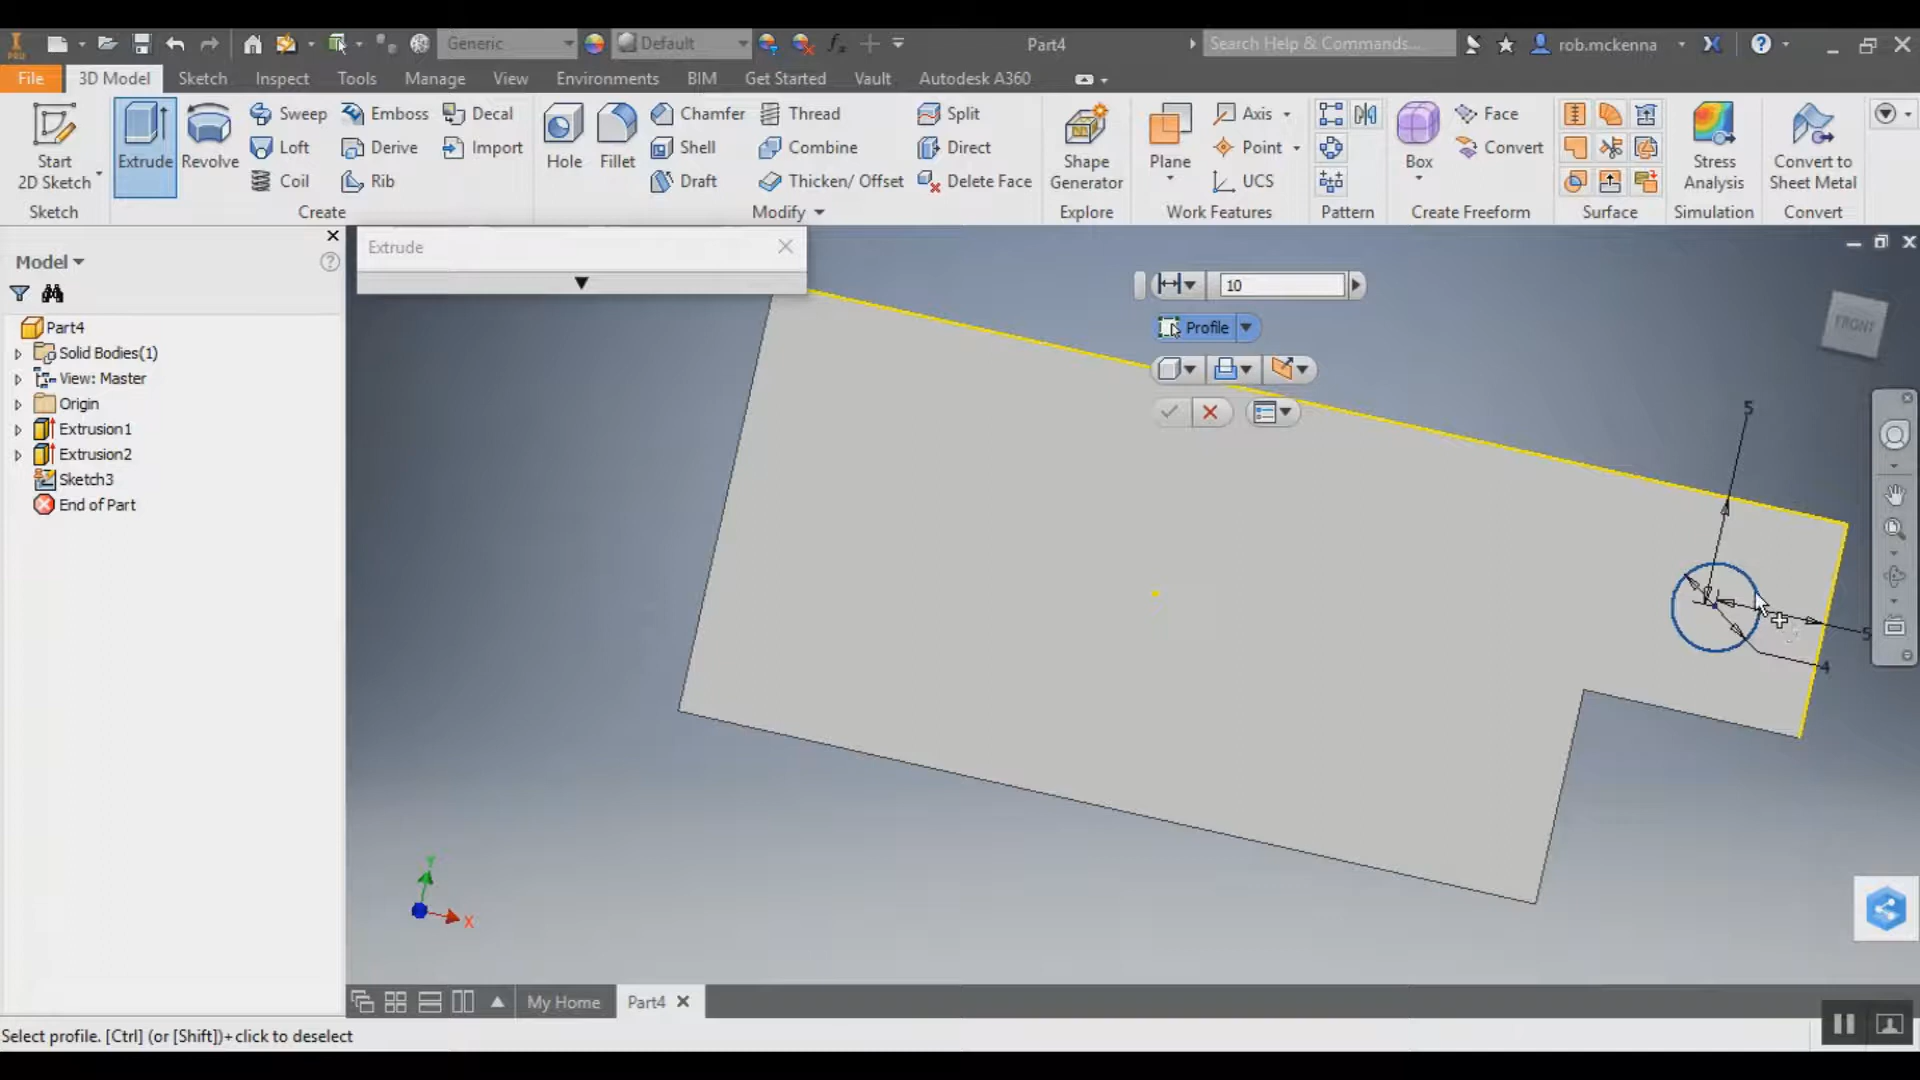 PRO Generic Default Part4 Search Help & Commands... rob.mckenna
File 3D Model Sketch Inspect Tools Manage View Environments BIM Get Started Vault Autodesk A360
Start 2D Sketch
Extrude
Revolve
Sweep Emboss Decal
Loft Derive Import
Coil Rib
Hole
Fillet
Chamfer Thread Split
Shell Combine Direct
Draft Thicken/ Offset Delete Face
Shape Generator
Plane
Axis
Point
UCS
Box
Face
Convert
Stress Analysis
Convert to Sheet Metal
Sketch Create Modify Explore Work Features Pattern Create Freeform Surface Simulation Convert
Model
Part4
Solid Bodies(1)
View: Master
Origin
Extrusion1
Extrusion2
Sketch3
End of Part
Extrude
10
Profile
FRONT
5
5
4
Y
X
My Home Part4
Select profile. [Ctrl] (or [Shift])+click to deselect